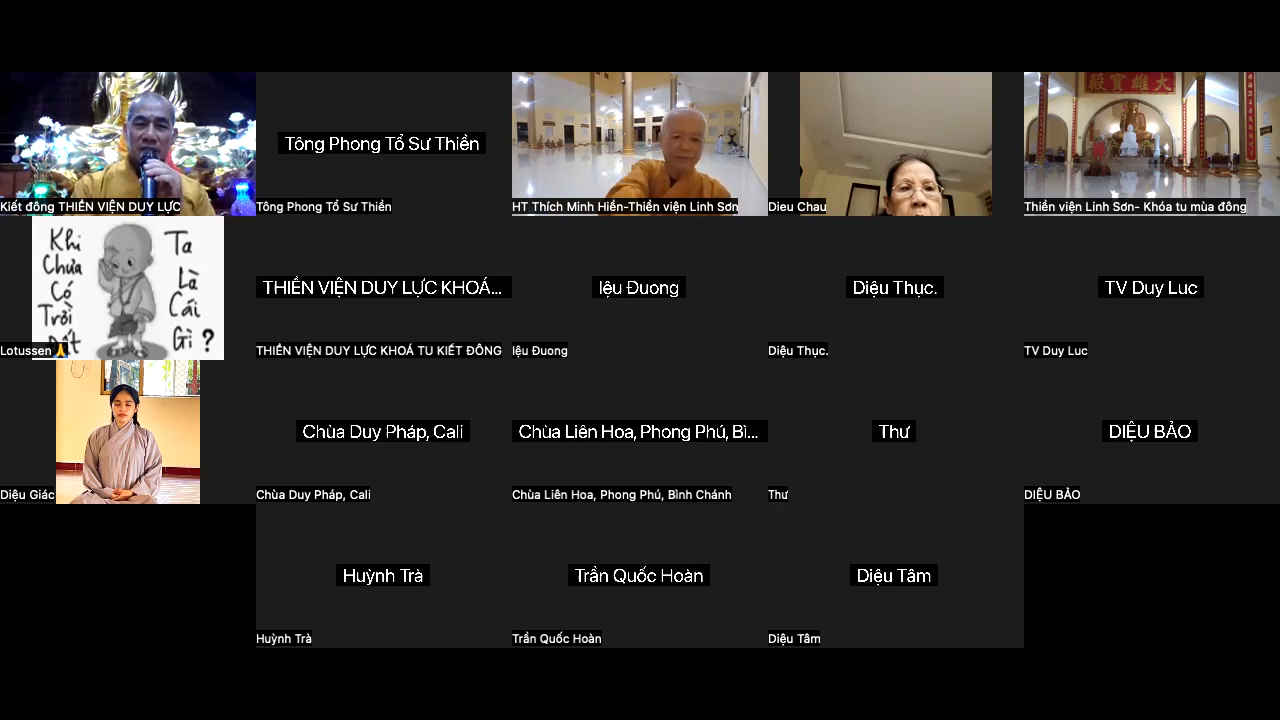 大雄寶殿
Kiết đông THIỀN VIỆN DUY LỰC
Tông Phong Tổ Sư Thiền
Tông Phong Tổ Sư Thiền
HT Thích Minh Hiền-Thiền viện Linh Sơn
Dieu Chau
Thiền viện Linh Sơn- Khóa tu mùa đông
Khi
Chưa
Có
Trời
Đất
Ta
Là
Cái
Gì ?
Lotussen 🙏
THIỀN VIỆN DUY LỰC KHOÁ...
THIỀN VIỆN DUY LỰC KHOÁ TU KIẾT ĐÔNG
lệu Đuong
lệu Đuong
Diệu Thục.
Diệu Thục.
TV Duy Luc
TV Duy Luc
Diệu Giác
Chùa Duy Pháp, Cali
Chùa Duy Pháp, Cali
Chùa Liên Hoa, Phong Phú, Bì...
Chùa Liên Hoa, Phong Phú, Bình Chánh
Thư
Thư
DIỆU BẢO
DIỆU BẢO
Huỳnh Trà
Huỳnh Trà
Trần Quốc Hoàn
Trần Quốc Hoàn
Diệu Tâm
Diệu Tâm